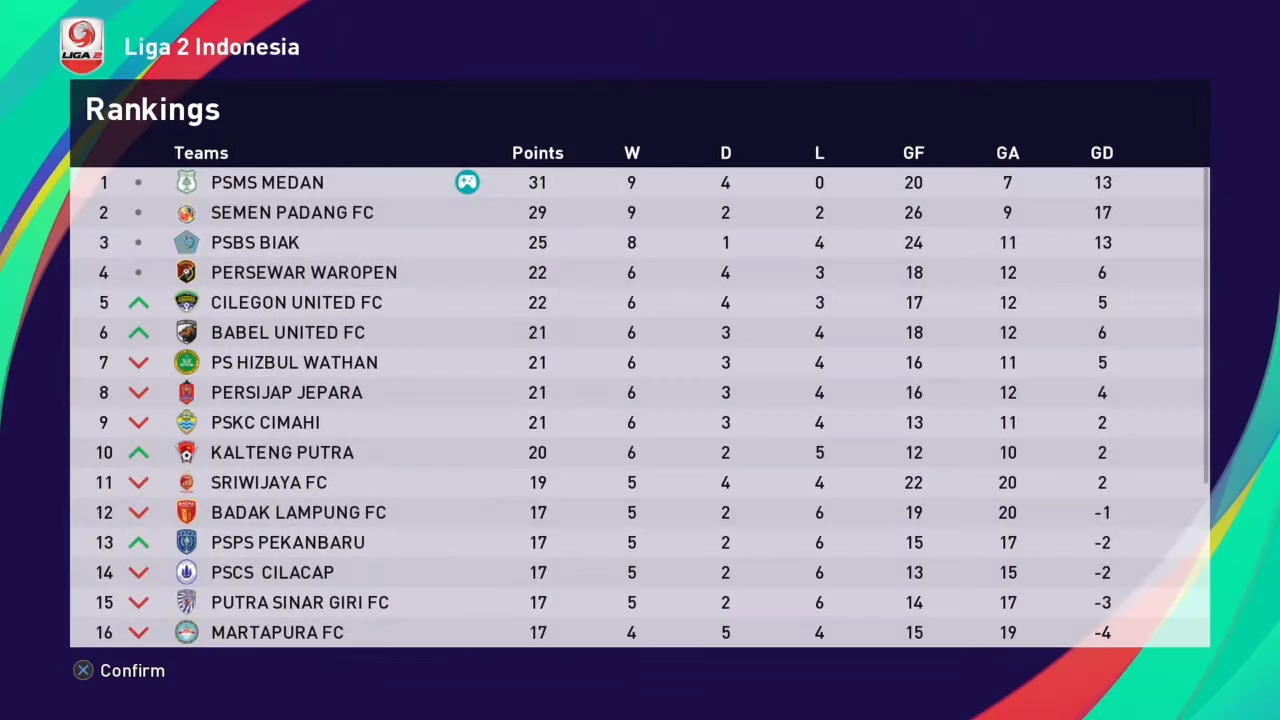 LIGA 2
Liga 2 Indonesia
Rankings
Teams Points W D L GF GA GD
1 PSMS MEDAN 31 9 4 0 20 7 13
2 SEMEN PADANG FC 29 9 2 2 26 9 17
3 PSBS BIAK 25 8 1 4 24 11 13
4 PERSEWAR WAROPEN 22 6 4 3 18 12 6
5 CILEGON UNITED FC 22 6 4 3 17 12 5
6 BABEL UNITED FC 21 6 3 4 18 12 6
7 PS HIZBUL WATHAN 21 6 3 4 16 11 5
8 PERSIJAP JEPARA 21 6 3 4 16 12 4
9 PSKC CIMAHI 21 6 3 4 13 11 2
10 KALTENG PUTRA 20 6 2 5 12 10 2
11 SRIWIJAYA FC 19 5 4 4 22 20 2
12 BADAK LAMPUNG FC 17 5 2 6 19 20 -1
13 PSPS PEKANBARU 17 5 2 6 15 17 -2
14 PSCS CILACAP 17 5 2 6 13 15 -2
15 PUTRA SINAR GIRI FC 17 5 2 6 14 17 -3
16 MARTAPURA FC 17 4 5 4 15 19 -4
Confirm